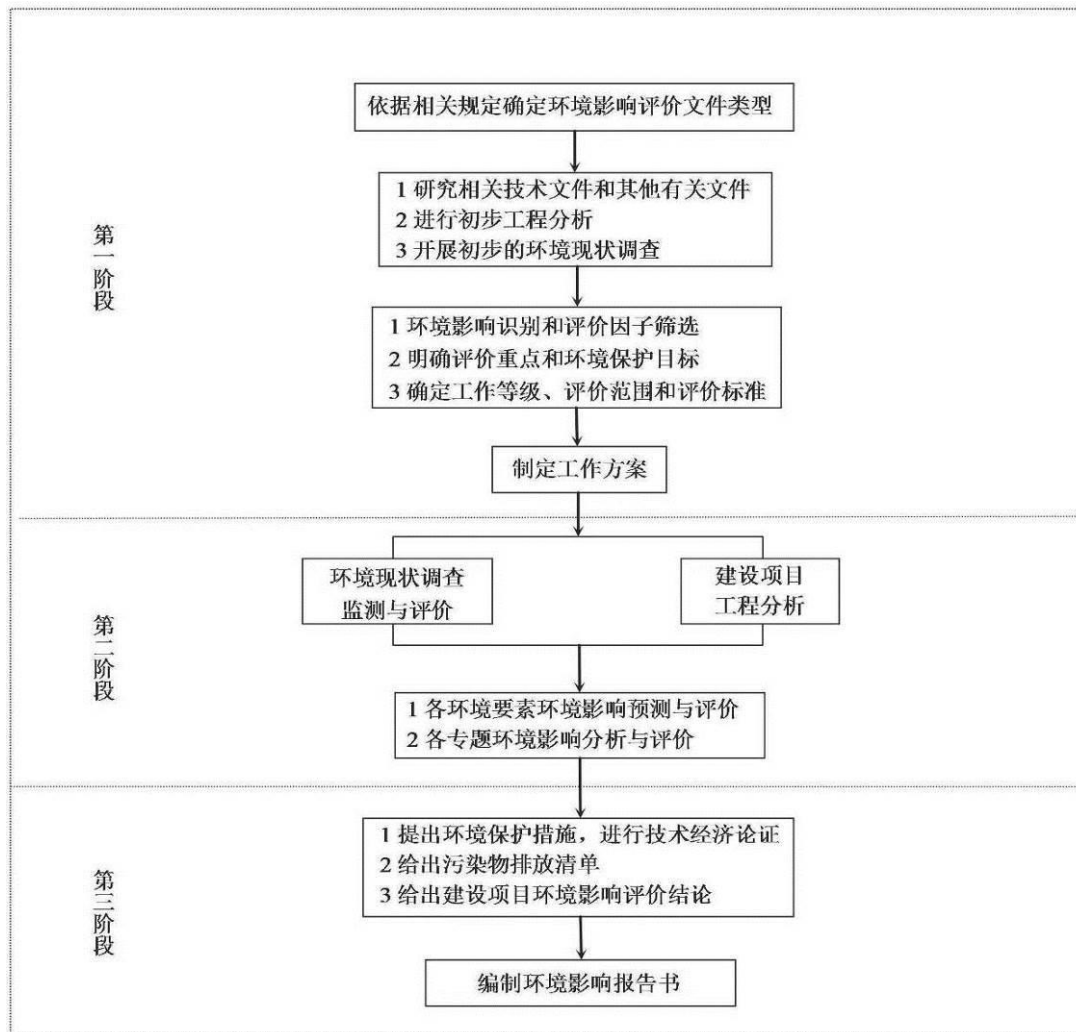 依据相关规定确定环境影响评价文件类型
1 研究相关技术文件和其他有关文件
2 进行初步工程分析
3 开展初步的环境现状调查
第一阶段
1 环境影响识别和评价因子筛选
2 明确评价重点和环境保护目标
3 确定工作等级、评价范围和评价标准
制定工作方案
环境现状调查
监测与评价
建设项目
工程分析
第二阶段
1 各环境要素环境影响预测与评价
2 各专题环境影响分析与评价
1 提出环境保护措施，进行技术经济论证
2 给出污染物排放清单
3 给出建设项目环境影响评价结论
第三阶段
编制环境影响报告书